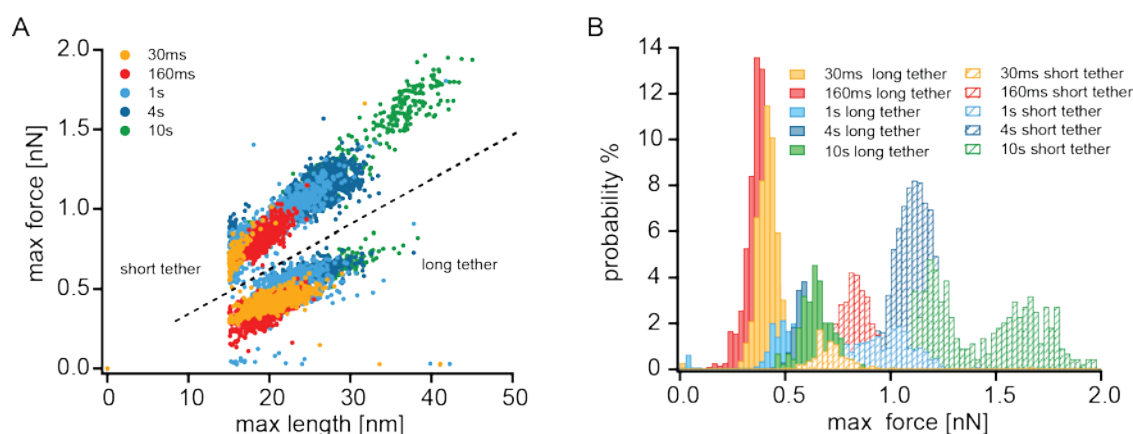 A
max force [nN]
2.0
1.5
1.0
0.5
0.0
30ms
160ms
1s
4s
10s
short tether
long tether
0
10
20
30
40
50
max length [nm]
B
probability %
14
12
10
8
6
4
2
0
30ms long tether
160ms long tether
1s long tether
4s long tether
10s long tether
30ms short tether
160ms short tether
1s short tether
4s short tether
10s short tether
0.0
0.5
1.0
1.5
2.0
max force [nN]